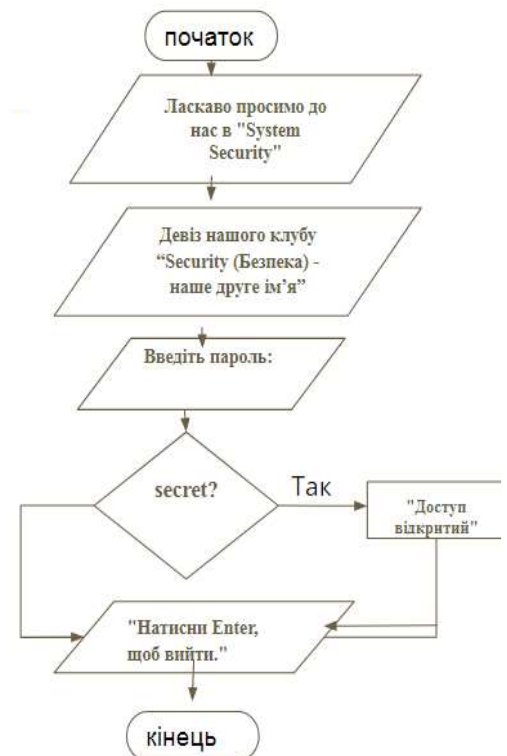 початок
Ласкаво просимо до
нас в "System
Security"
Девіз нашого клубу
“Security (Безпека) -
наше друге ім’я”
Введіть пароль:
secret?
Так
"Доступ
відкритий"
"Натисни Enter,
щоб вийти."
кінець